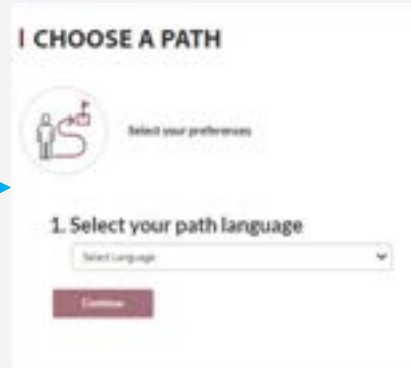 CHOOSE A PATH
Select your preferences
1. Select your path language
Select Language
Continue